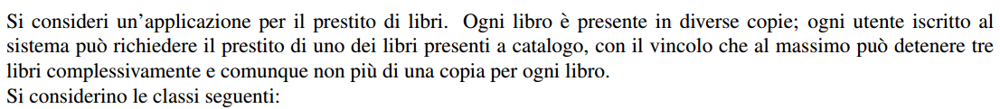 Si consideri un’applicazione per il prestito di libri. Ogni libro è presente in diverse copie; ogni utente iscritto al
sistema può richiedere il prestito di uno dei libri presenti a catalogo, con il vincolo che al massimo può detenere tre
libri complessivamente e comunque non più di una copia per ogni libro.
Si considerino le classi seguenti: